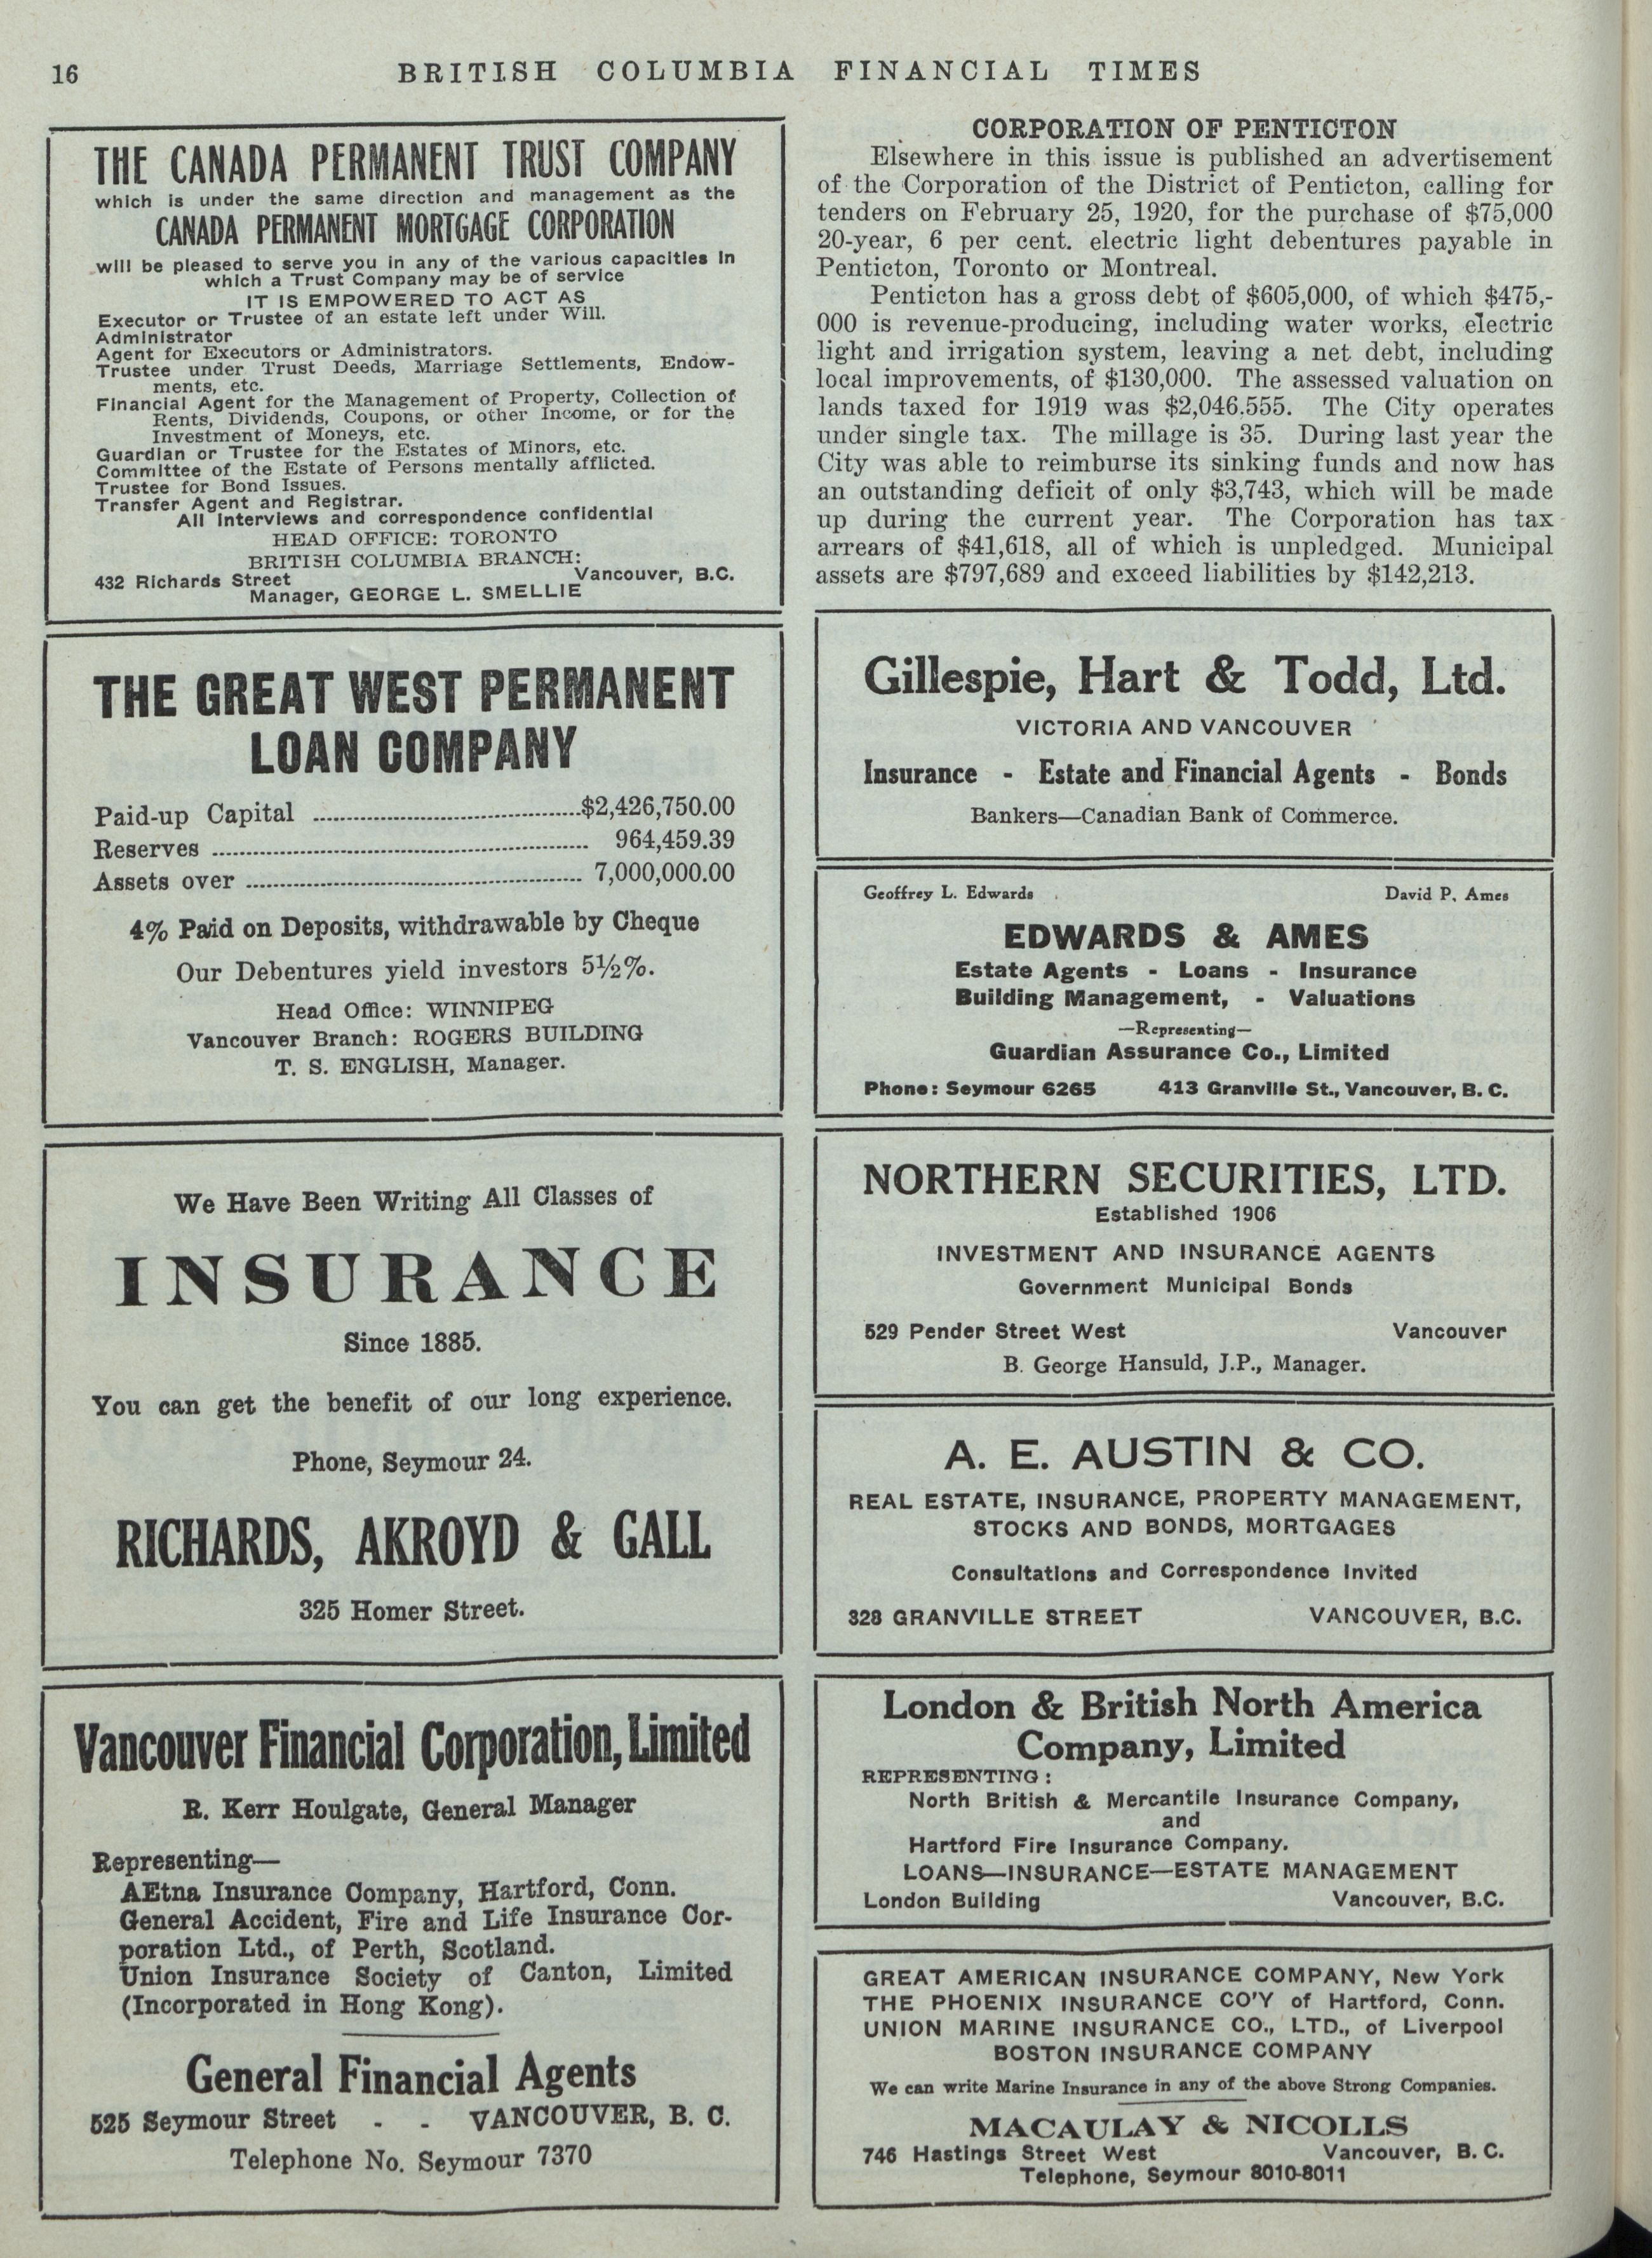 16
BRITISH COLUMBIA FINANCIAL TIMES
THE CANADA PERMANENT TRUST COMPANY
which is under the same direction and management as the
CANADA PERMANENT MORTGAGE CORPORATION
will be pleased to serve you in any of the various capacities in
which a Trust Company may be of service
IT IS EMPOWERED TO ACT AS
Executor or Trustee of an estate left under Will.
Administrator
Agent for Executors or Administrators.
Trustee under Trust Deeds, Marriage Settlements, Endow-
ments, etc.
Financial Agent for the Management of Property, Collection of
Rents, Dividends, Coupons, or other Income, or for the
Investment of Moneys, etc.
Guardian or Trustee for the Estates of Minors, etc.
Committee of the Estate of Persons mentally afflicted.
Trustee for Bond Issues.
Transfer Agent and Registrar.
All interviews and correspondence confidential
HEAD OFFICE: TORONTO
BRITISH COLUMBIA BRANCH:
432 Richards Street Vancouver, B.C.
Manager, GEORGE L. SMELLIE
THE GREAT WEST PERMANENT
LOAN COMPANY
Paid-up Capital ........................................$2,426,750.00
Reserves ........................................................ 964,459.39
Assets over .................................................. 7,000,000.00
4% Paid on Deposits, withdrawable by Cheque
Our Debentures yield investors 5½%.
Head Office: WINNIPEG
Vancouver Branch: ROGERS BUILDING
T. S. ENGLISH, Manager.
We Have Been Writing All Classes of
INSURANCE
Since 1885.
You can get the benefit of our long experience.
Phone, Seymour 24.
RICHARDS, AKROYD & GALL
325 Homer Street.
Vancouver Financial Corporation, Limited
R. Kerr Houlgate, General Manager
Representing—
AEtna Insurance Company, Hartford, Conn.
General Accident, Fire and Life Insurance Cor-
poration Ltd., of Perth, Scotland.
Union Insurance Society of Canton, Limited
(Incorporated in Hong Kong).
General Financial Agents
525 Seymour Street - - VANCOUVER, B. C.
Telephone No. Seymour 7370
CORPORATION OF PENTICTON
Elsewhere in this issue is published an advertisement
of the Corporation of the District of Penticton, calling for
tenders on February 25, 1920, for the purchase of $75,000
20-year, 6 per cent. electric light debentures payable in
Penticton, Toronto or Montreal.
Penticton has a gross debt of $605,000, of which $475,-
000 is revenue-producing, including water works, electric
light and irrigation system, leaving a net debt, including
local improvements, of $130,000. The assessed valuation on
lands taxed for 1919 was $2,046.555. The City operates
under single tax. The millage is 35. During last year the
City was able to reimburse its sinking funds and now has
an outstanding deficit of only $3,743, which will be made
up during the current year. The Corporation has tax
arrears of $41,618, all of which is unpledged. Municipal
assets are $797,689 and exceed liabilities by $142,213.
Gillespie, Hart & Todd, Ltd.
VICTORIA AND VANCOUVER
Insurance - Estate and Financial Agents - Bonds
Bankers—Canadian Bank of Commerce.
Geoffrey L. Edwards David P. Ames
EDWARDS & AMES
Estate Agents - Loans - Insurance
Building Management, - Valuations
—Representing—
Guardian Assurance Co., Limited
Phone: Seymour 6265 413 Granville St., Vancouver, B. C.
NORTHERN SECURITIES, LTD.
Established 1906
INVESTMENT AND INSURANCE AGENTS
Government Municipal Bonds
529 Pender Street West Vancouver
B. George Hansuld, J.P., Manager.
A. E. AUSTIN & CO.
REAL ESTATE, INSURANCE, PROPERTY MANAGEMENT,
STOCKS AND BONDS, MORTGAGES
Consultations and Correspondence Invited
328 GRANVILLE STREET VANCOUVER, B.C.
London & British North America
Company, Limited
REPRESENTING:
North British & Mercantile Insurance Company,
and
Hartford Fire Insurance Company.
LOANS—INSURANCE—ESTATE MANAGEMENT
London Building Vancouver, B.C.
GREAT AMERICAN INSURANCE COMPANY, New York
THE PHOENIX INSURANCE CO'Y of Hartford, Conn.
UNION MARINE INSURANCE CO., LTD., of Liverpool
BOSTON INSURANCE COMPANY
We can write Marine Insurance in any of the above Strong Companies.
MACAULAY & NICOLLS
746 Hastings Street West Vancouver, B. C.
Telephone, Seymour 8010-8011